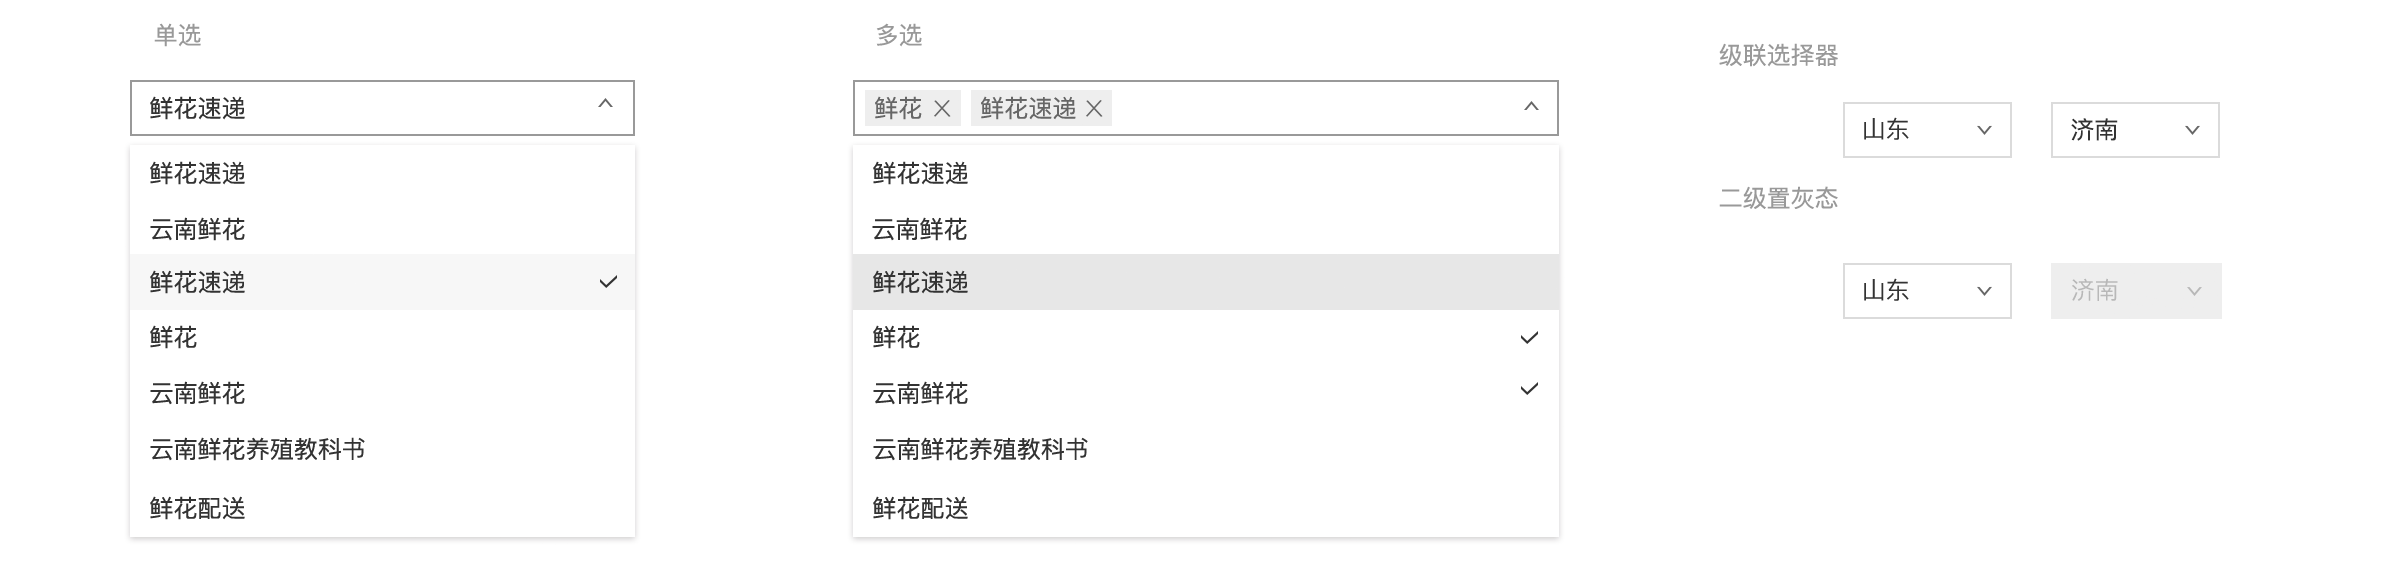 单选
鲜花速递
鲜花速递
云南鲜花
鲜花速递
鲜花
云南鲜花
云南鲜花养殖教科书
鲜花配送
多选
鲜花 鲜花速递
鲜花速递
云南鲜花
鲜花速递
鲜花
云南鲜花
云南鲜花养殖教科书
鲜花配送
级联选择器
山东 济南
二级置灰态
山东 济南